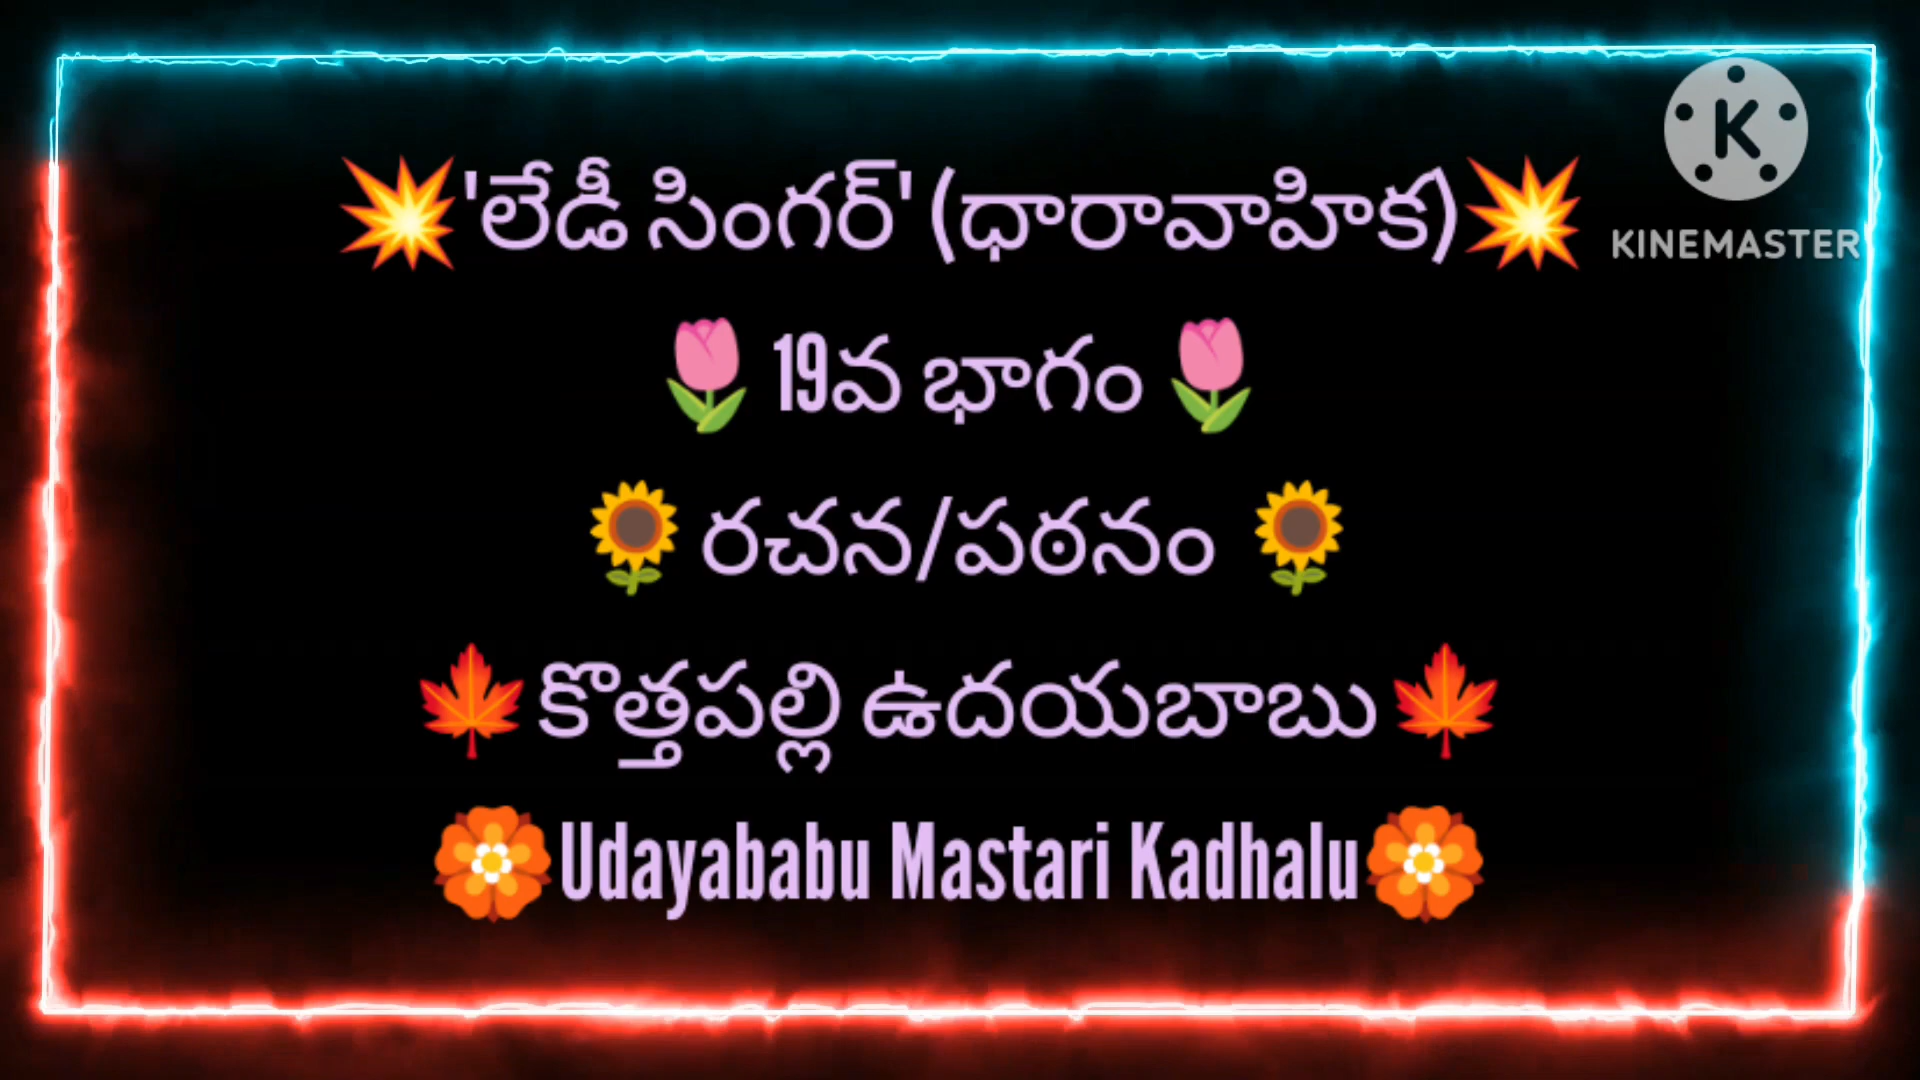 💥'లేడీ సింగర్' (ధారావాహిక)💥
KINEMASTER
🌷 19వ భాగం 🌷
🌻 రచన/పఠనం 🌻
🍁కొత్తపల్లి ఉదయబాబు🍁
🏵️Udayababu Mastari Kadhalu🏵️